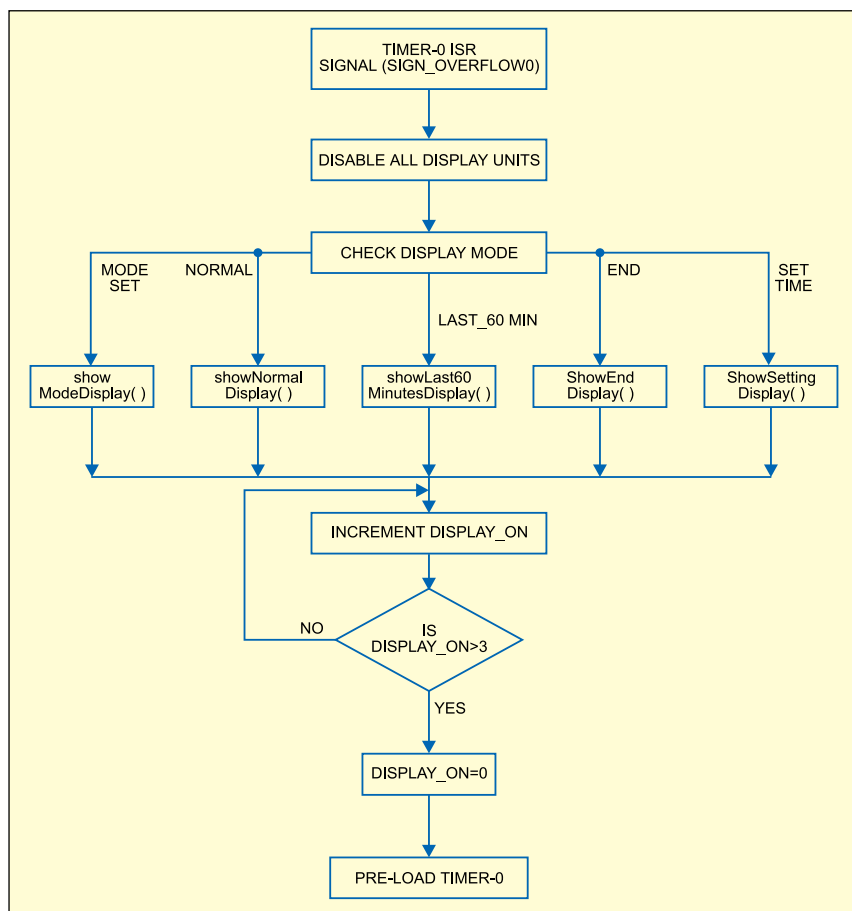 TIMER-0 ISR
SIGNAL (SIGN_OVERFLOW0)
DISABLE ALL DISPLAY UNITS
CHECK DISPLAY MODE
MODE
SET
NORMAL
LAST_60 MIN
END
SET
TIME
show
ModeDisplay( )
showNormal
Display( )
showLast60
MinutesDisplay( )
ShowEnd
Display( )
ShowSetting
Display( )
INCREMENT DISPLAY_ON
NO
IS
DISPLAY_ON>3
YES
DISPLAY_ON=0
PRE-LOAD TIMER-0